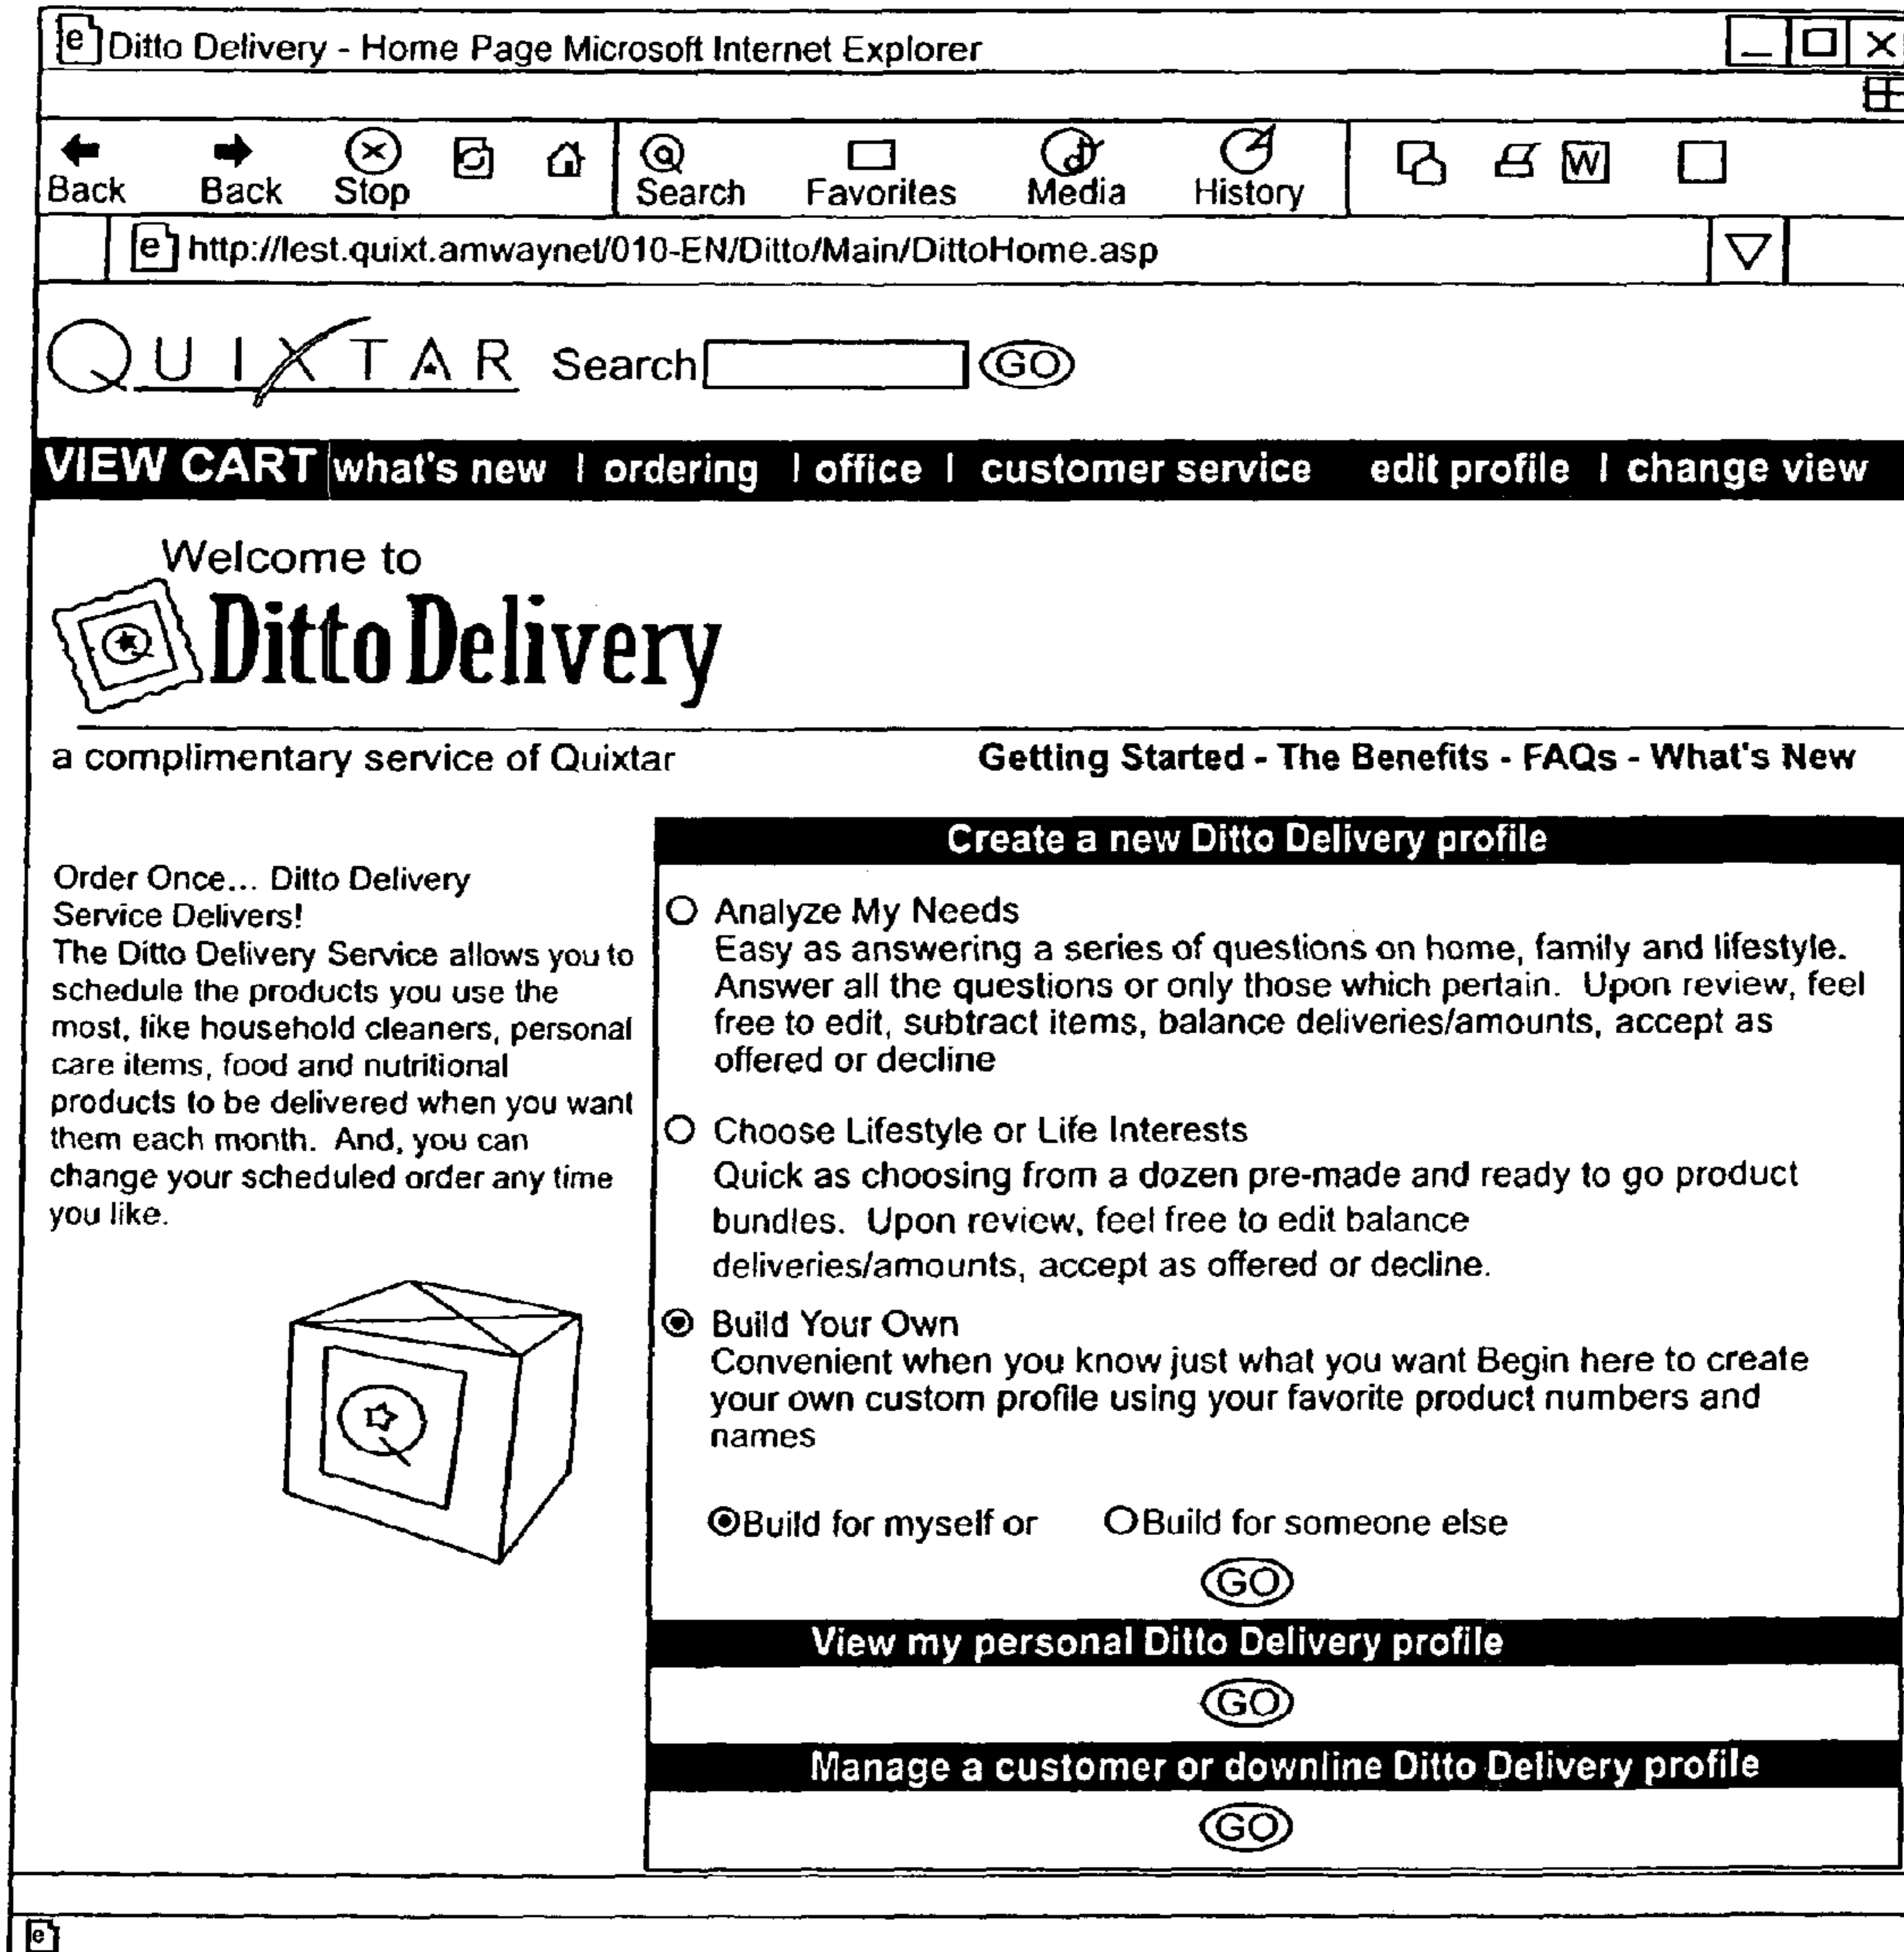 Ditto Delivery - Home Page Microsoft Internet Explorer
Back Back Stop Search Favorites Media History W
http://lest.quixt.amwaynet/010-EN/Ditto/Main/DittoHome.asp
QUIXTAR Search GO
VIEW CART what's new | ordering | office | customer service edit profile | change view
Welcome to
Ditto Delivery
a complimentary service of Quixtar
Getting Started - The Benefits - FAQs - What's New
Order Once... Ditto Delivery
Service Delivers!
The Ditto Delivery Service allows you to
schedule the products you use the
most, like household cleaners, personal
care items, food and nutritional
products to be delivered when you want
them each month. And, you can
change your scheduled order any time
you like.
Create a new Ditto Delivery profile
Analyze My Needs
Easy as answering a series of questions on home, family and lifestyle.
Answer all the questions or only those which pertain. Upon review, feel
free to edit, subtract items, balance deliveries/amounts, accept as
offered or decline
Choose Lifestyle or Life Interests
Quick as choosing from a dozen pre-made and ready to go product
bundles. Upon review, feel free to edit balance
deliveries/amounts, accept as offered or decline.
Build Your Own
Convenient when you know just what you want Begin here to create
your own custom profile using your favorite product numbers and
names
Build for myself or Build for someone else
GO
View my personal Ditto Delivery profile
GO
Manage a customer or downline Ditto Delivery profile
GO